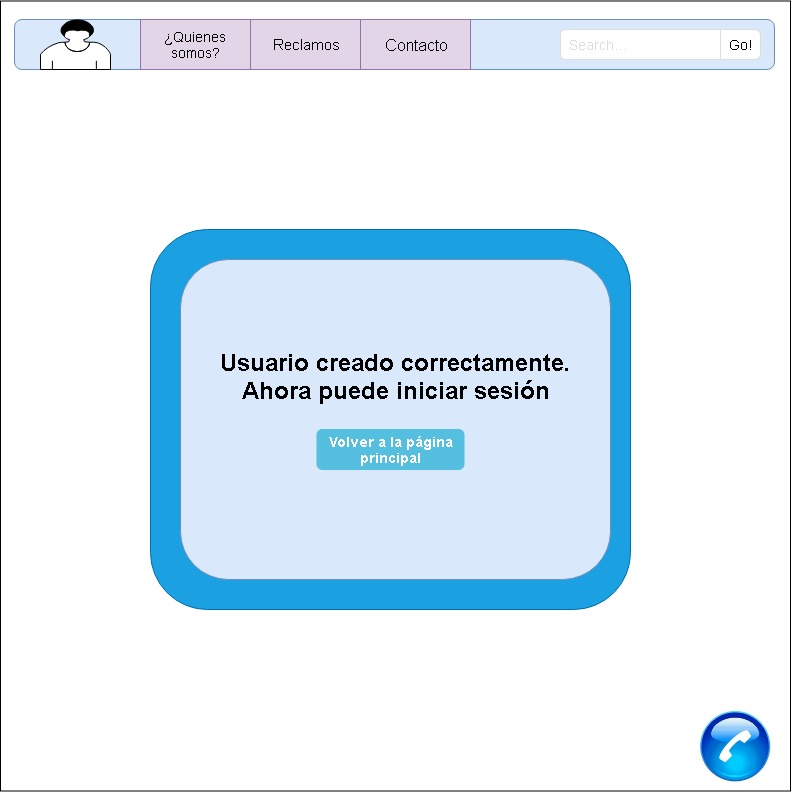 ¿Quienes
somos?
Reclamos
Contacto
Search...
Go!
Usuario creado correctamente.
Ahora puede iniciar sesión
Volver a la página
principal